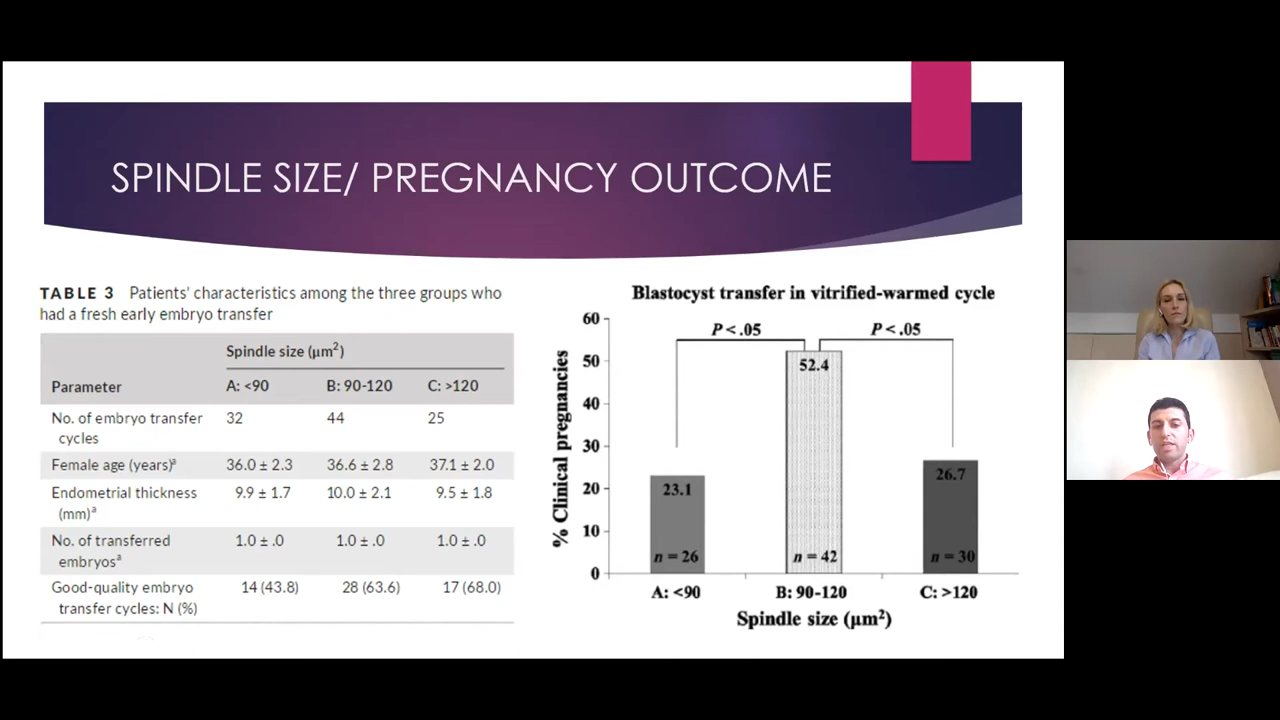 SPINDLE SIZE/ PREGNANCY OUTCOME
TABLE 3 Patients' characteristics among the three groups who
had a fresh early embryo transfer
Spindle size (μm²)
Parameter A: <90 B: 90-120 C: >120
No. of embryo transfer cycles 32 44 25
Female age (years)ᵃ 36.0 ± 2.3 36.6 ± 2.8 37.1 ± 2.0
Endometrial thickness (mm)ᵃ 9.9 ± 1.7 10.0 ± 2.1 9.5 ± 1.8
No. of transferred embryosᵃ 1.0 ± .0 1.0 ± .0 1.0 ± .0
Good-quality embryo transfer cycles: N (%) 14 (43.8) 28 (63.6) 17 (68.0)
Blastocyst transfer in vitrified-warmed cycle
% Clinical pregnancies
60
50
40
30
20
10
0
P < .05 P < .05
52.4
23.1
26.7
n = 26 n = 42 n = 30
A: <90 B: 90-120 C: >120
Spindle size (μm²)